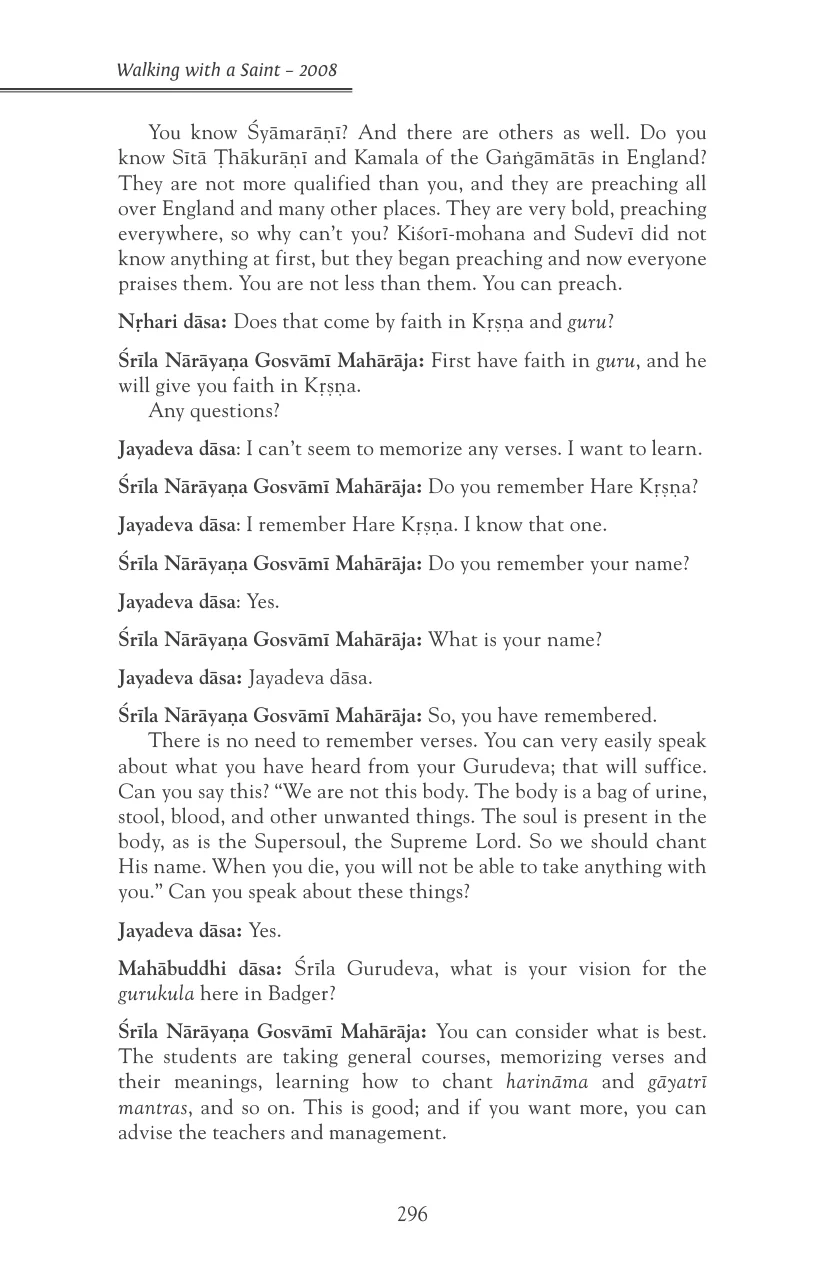 Walking with a Saint – 2008
You know Śyāmarāṇī? And there are others as well. Do you
know Sītā Ṭhākurāṇī and Kamala of the Gaṅgāmātās in England?
They are not more qualified than you, and they are preaching all
over England and many other places. They are very bold, preaching
everywhere, so why can't you? Kiśorī-mohana and Sudevī did not
know anything at first, but they began preaching and now everyone
praises them. You are not less than them. You can preach.
Nṛhari dāsa: Does that come by faith in Kṛṣṇa and guru?
Śrīla Nārāyaṇa Gosvāmī Mahārāja: First have faith in guru, and he
will give you faith in Kṛṣṇa.
Any questions?
Jayadeva dāsa: I can't seem to memorize any verses. I want to learn.
Śrīla Nārāyaṇa Gosvāmī Mahārāja: Do you remember Hare Kṛṣṇa?
Jayadeva dāsa: I remember Hare Kṛṣṇa. I know that one.
Śrīla Nārāyaṇa Gosvāmī Mahārāja: Do you remember your name?
Jayadeva dāsa: Yes.
Śrīla Nārāyaṇa Gosvāmī Mahārāja: What is your name?
Jayadeva dāsa: Jayadeva dāsa.
Śrīla Nārāyaṇa Gosvāmī Mahārāja: So, you have remembered.
There is no need to remember verses. You can very easily speak
about what you have heard from your Gurudeva; that will suffice.
Can you say this? “We are not this body. The body is a bag of urine,
stool, blood, and other unwanted things. The soul is present in the
body, as is the Supersoul, the Supreme Lord. So we should chant
His name. When you die, you will not be able to take anything with
you.” Can you speak about these things?
Jayadeva dāsa: Yes.
Mahābuddhi dāsa: Śrīla Gurudeva, what is your vision for the
gurukula here in Badger?
Śrīla Nārāyaṇa Gosvāmī Mahārāja: You can consider what is best.
The students are taking general courses, memorizing verses and
their meanings, learning how to chant harināma and gāyatrī
mantras, and so on. This is good; and if you want more, you can
advise the teachers and management.
296